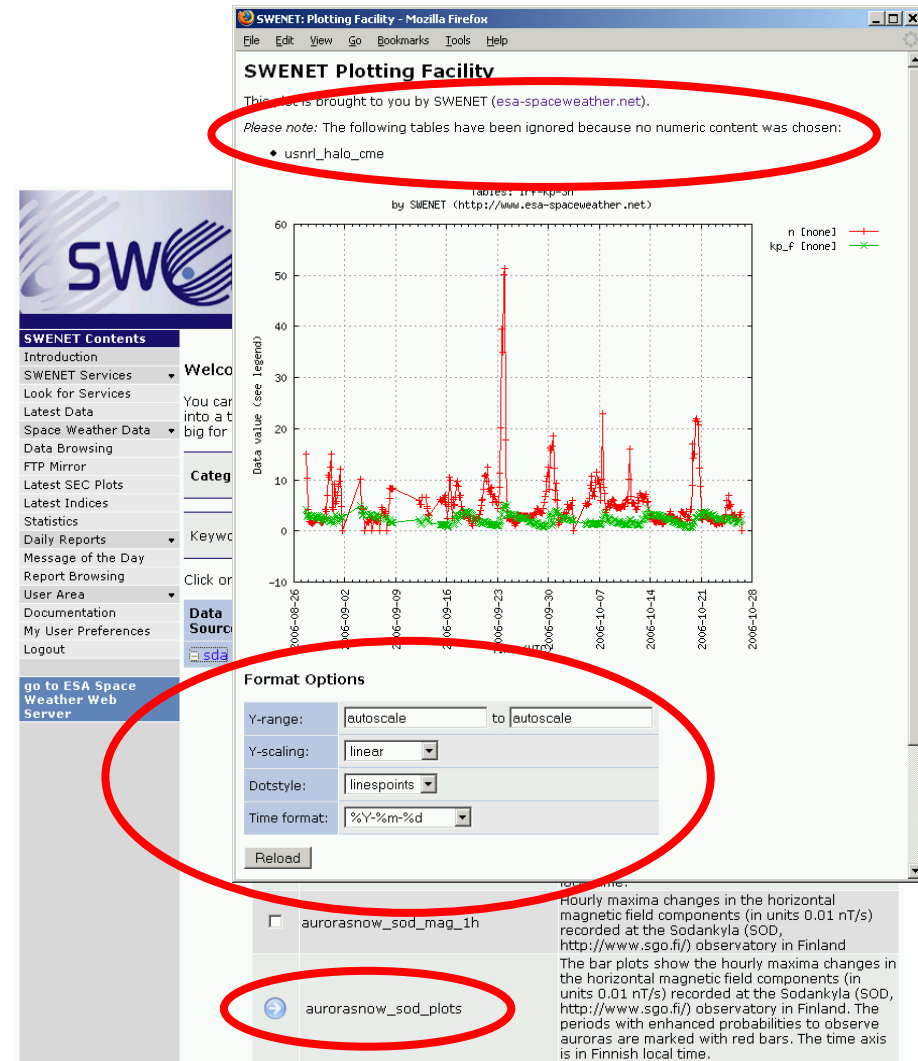 SWENET: Plotting Facility - Mozilla Firefox
File Edit View Go Bookmarks Tools Help
SWENET Plotting Facility
This plot is brought to you by SWENET (esa-spaceweather.net).
Please note: The following tables have been ignored because no numeric content was chosen:
usnrl_halo_cme
Tables: irf-kp-3h
by SWENET (http://www.esa-spaceweather.net)
n [none]
kp_f [none]
Data value (see legend)
60
50
40
30
20
10
0
-10
2006-08-26
2006-09-02
2006-09-09
2006-09-16
2006-09-23
2006-09-30
2006-10-07
2006-10-14
2006-10-21
2006-10-28
Format Options
Y-range: autoscale to autoscale
Y-scaling: linear
Dotstyle: linespoints
Time format: %Y-%m-%d
Reload
SW
SWENET Contents
Introduction
SWENET Services
Look for Services
Latest Data
Space Weather Data
Data Browsing
FTP Mirror
Latest SEC Plots
Latest Indices
Statistics
Daily Reports
Message of the Day
Report Browsing
User Area
Documentation
My User Preferences
Logout
go to ESA Space
Weather Web
Server
Welco
You can
into a t
big for
Categ
Keywo
Click or
Data
Sourc
sda
aurorasnow_sod_mag_1h
Hourly maxima changes in the horizontal
magnetic field components (in units 0.01 nT/s)
recorded at the Sodankyla (SOD,
http://www.sgo.fi/) observatory in Finland
aurorasnow_sod_plots
The bar plots show the hourly maxima changes in
the horizontal magnetic field components (in
units 0.01 nT/s) recorded at the Sodankyla (SOD,
http://www.sgo.fi/) observatory in Finland. The
periods with enhanced probabilities to observe
auroras are marked with red bars. The time axis
is in Finnish local time.